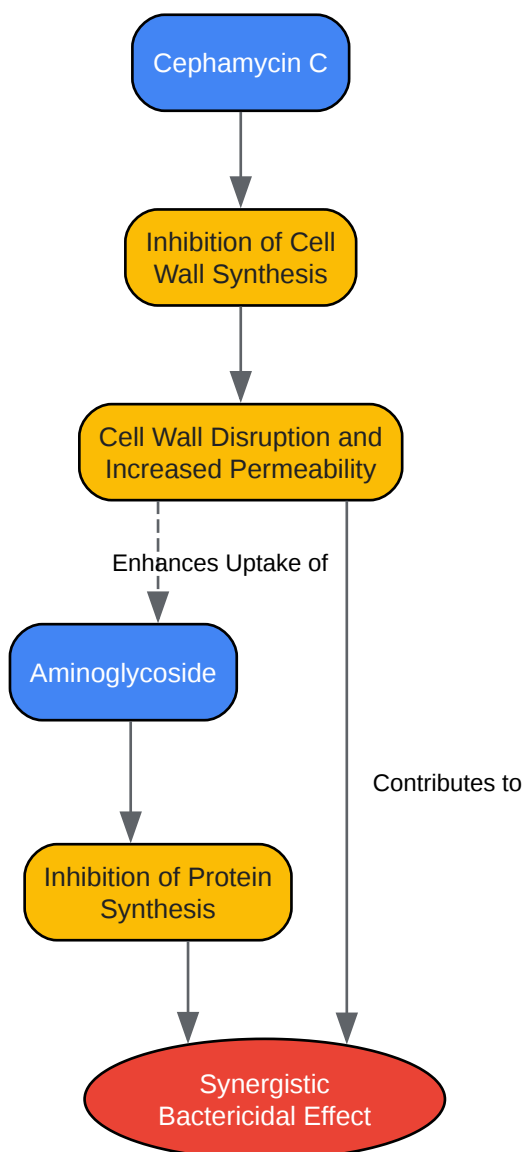 Cephamycin C
Inhibition of Cell
Wall Synthesis
Cell Wall Disruption and
Increased Permeability
Enhances Uptake of
Aminoglycoside
Contributes to
Inhibition of Protein
Synthesis
Synergistic
Bactericidal Effect